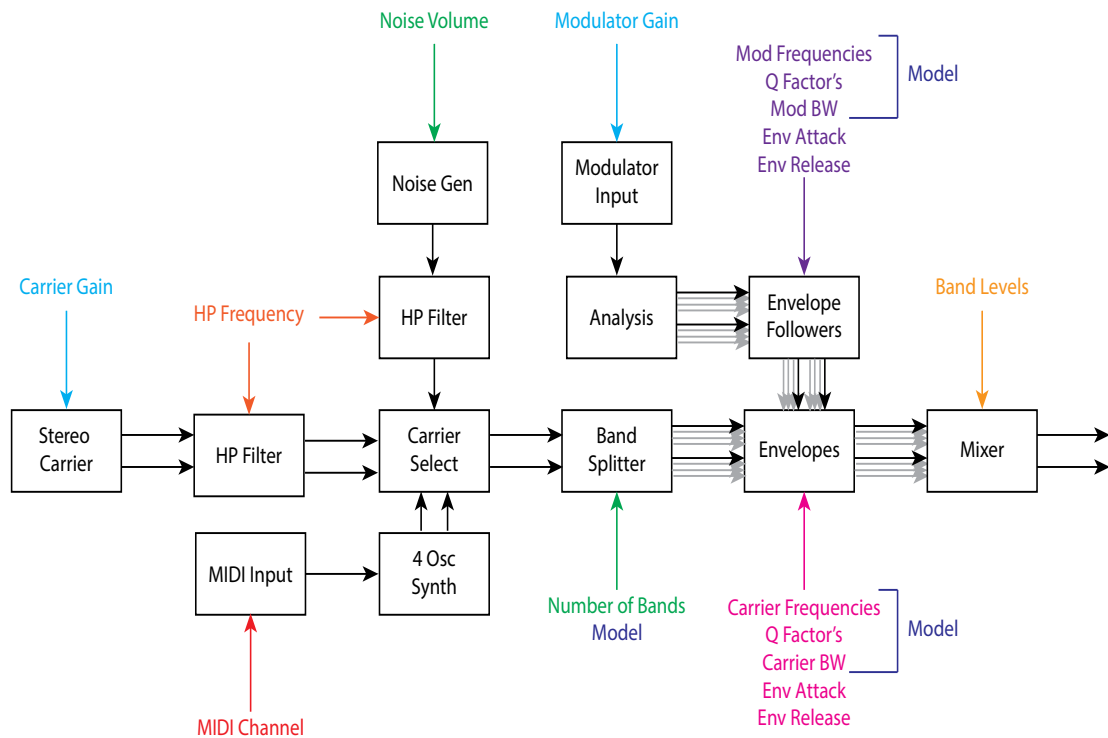 Noise Volume
Modulator Gain
Mod Frequencies
Q Factor's
Mod BW
Env Attack
Env Release
Model
Noise Gen
Modulator
Input
Carrier Gain
HP Frequency
HP Filter
Analysis
Envelope
Followers
Band Levels
Stereo
Carrier
HP Filter
Carrier
Select
Band
Splitter
Envelopes
Mixer
MIDI Input
4 Osc
Synth
Number of Bands
Model
Carrier Frequencies
Q Factor's
Carrier BW
Env Attack
Env Release
Model
MIDI Channel